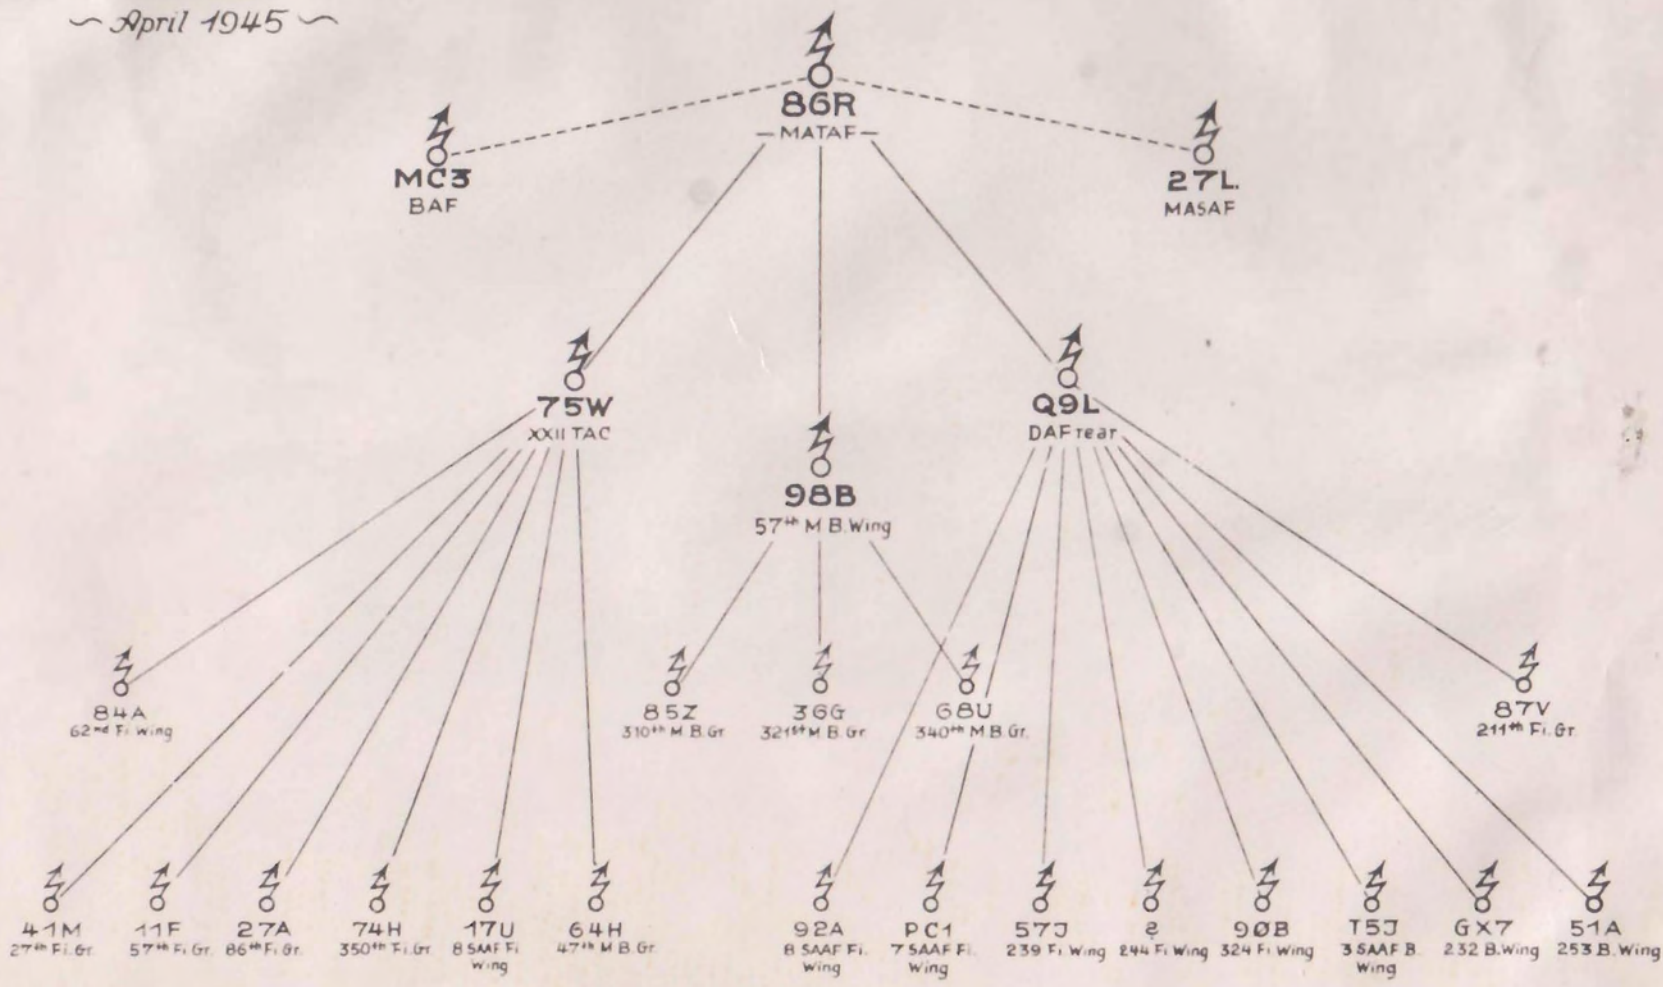 ~ April 1945 ~
86R
— MATAF —
MC3
BAF
27L.
MASAF
75W
XXII TAC
Q9L
DAF rear
98B
57th M B. Wing
84A
62nd Fi Wing
85Z
310th M B. Gr
36G
321st M B. Gr
68U
340th M B. Gr.
87V
211th Fi. Gr
41M
27th Fi. Gr.
11F
57th Fi. Gr.
27A
86th Fi. Gr.
74H
350th Fi. Gr
17U
8 SAAF Fi
Wing
64H
47th M B. Gr.
92A
8 SAAF Fi.
Wing
PC1
7 SAAF Fi.
Wing
57J
239 Fi Wing
?
244 Fi Wing
90B
324 Fi Wing
T5J
3 SAAF B.
Wing
GX7
232 B. Wing
51A
253 B. Wing